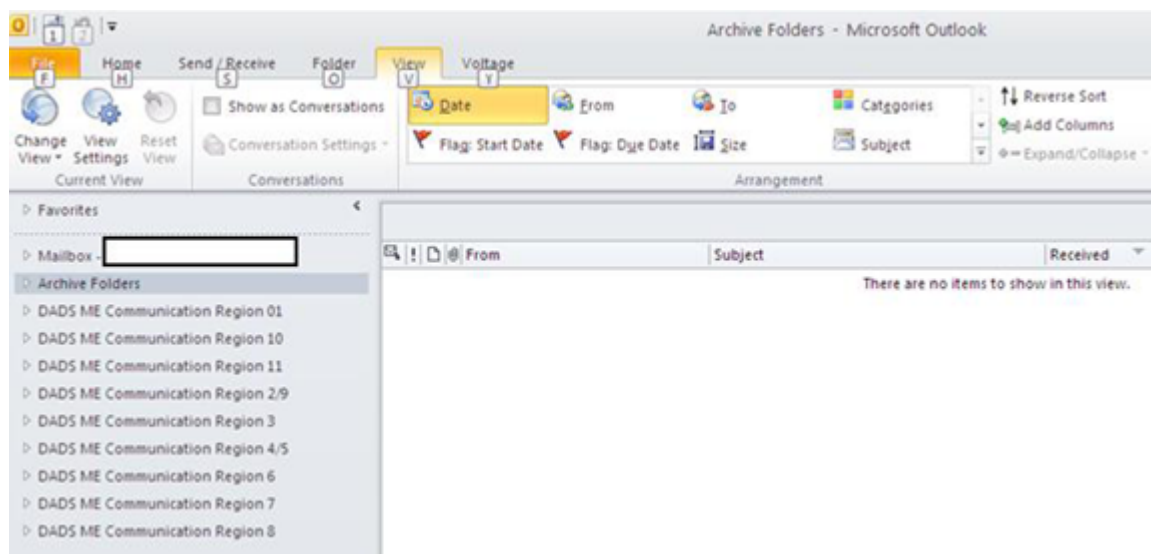 Archive Folders - Microsoft Outlook
1 2
File Home Send / Receive Folder View Voltage
F H S O V Y
Show as Conversations Date From To Categories Reverse Sort
Change View View Settings Reset View Conversation Settings Flag: Start Date Flag: Due Date Size Subject Add Columns
Expand/Collapse
Current View Conversations Arrangement
Favorites
Mailbox -
! From Subject Received
Archive Folders
There are no items to show in this view.
DADS ME Communication Region 01
DADS ME Communication Region 10
DADS ME Communication Region 11
DADS ME Communication Region 2/9
DADS ME Communication Region 3
DADS ME Communication Region 4/5
DADS ME Communication Region 6
DADS ME Communication Region 7
DADS ME Communication Region 8